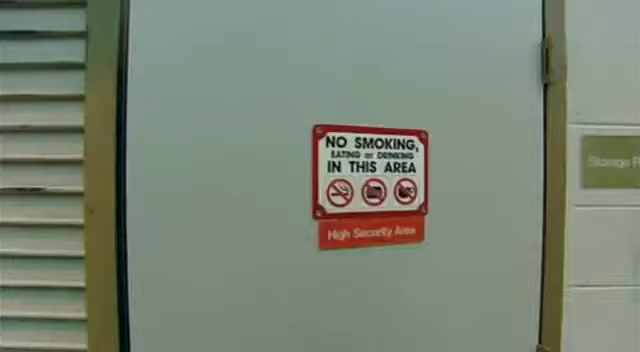 NO SMOKING,
EATING or DRINKING
IN THIS AREA
High Security Area
Storage